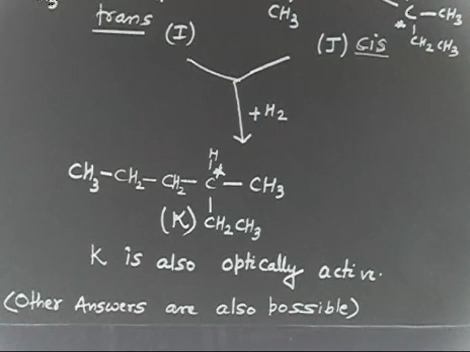 C — CH3
*
trans (I)
CH3
(J) cis
CH2CH3
+H2
H
CH3–CH2–CH2–C*–CH3
(K) CH2CH3
K is also optically active.
(Other Answers are also possible)